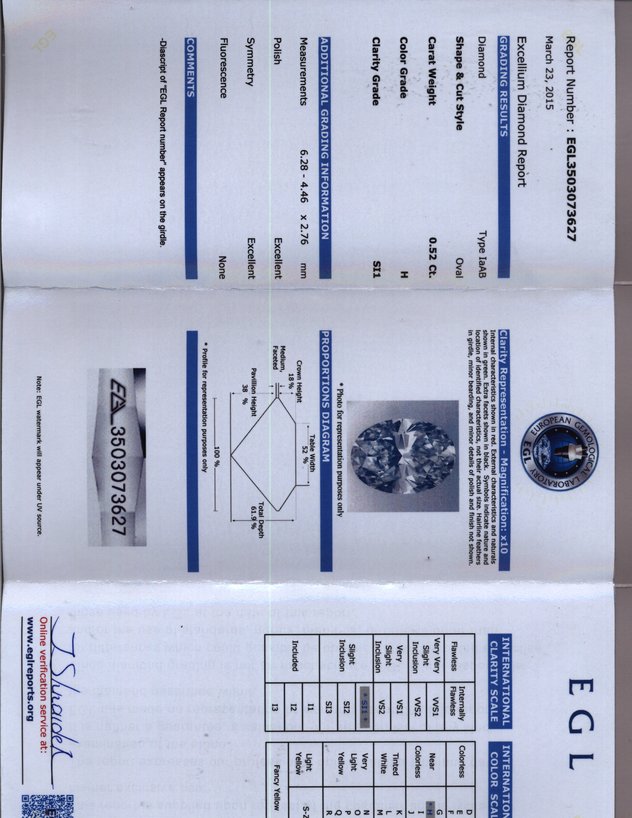 Report Number : EGL3503073627
March 23, 2015
Excellium Diamond Report
GRADING RESULTS
Diamond Type IaAB
Shape & Cut Style Oval
Carat Weight 0.52 Ct.
Color Grade H
Clarity Grade SI1
ADDITIONAL GRADING INFORMATION
Measurements 6.28 - 4.46 x 2.76 mm
Polish Excellent
Symmetry Excellent
Fluorescence None
COMMENTS
-Diascript of "EGL Report number" appears on the girdle.
EUROPEAN GEMOLOGICAL
LABORATORY
EGL
Clarity Representation - Magnification: x10
Internal characteristics shown in red. External characteristics and naturals
shown in green. Extra facets shown in black. Symbols indicate nature and
location of identified characteristics, not their actual size. Hairline feathers
in girdle, minor bearding, and minor details of polish and finish not shown.
* Photo for representation purposes only
PROPORTIONS DIAGRAM
Table Width
52 %
Crown Height
18 %
Medium,
Faceted
Pavillion Height
38 %
Total Depth
61.9 %
100 %
* Profile for representation purposes only
EGL 3503073627
Note: EGL watermark will appear under UV source.
EGL
INTERNATIONAL
CLARITY SCALE
Flawless
Internally
Flawless
Very Very
Slight
Inclusion
VVS1
VVS2
Very
Slight
Inclusion
VS1
VS2
Slight
Inclusion
* SI1 *
SI2
SI3
Included
I1
I2
I3
INTERNATION
COLOR SCAL
Colorless
D
E
F
Near
Colorless
G
* H
I
J
Tinted
White
K
L
M
Very
Light
Yellow
N
O
P
Q
Light
Yellow
S-Z
Fancy Yellow
Online verification service at:
www.eglreports.org